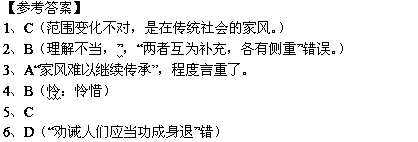 【参考答案】
1、C（范围变化不对，是在传统社会的家风。）
2、B（理解不当，”，“两者互为补充，各有侧重”错误。）
3、A“家风难以继续传承”，程度言重了。
4、B（怜：怜惜）
5、C
6、D（“劝诫人们应当功成身退”错）